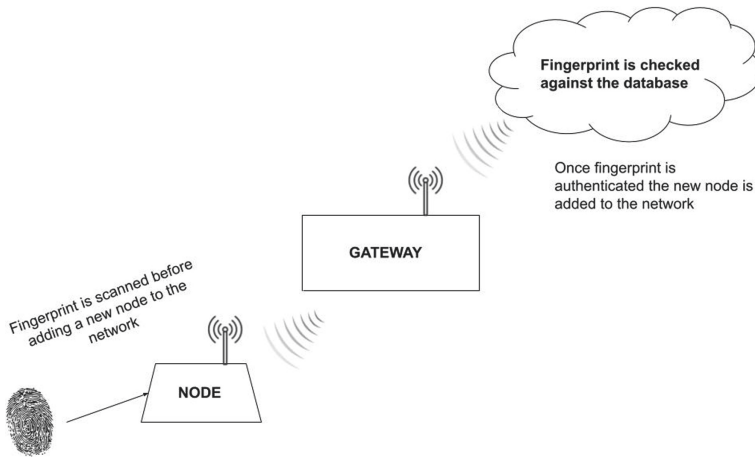 Fingerprint is checked
against the database
Once fingerprint is
authenticated the new node is
added to the network
GATEWAY
Fingerprint is scanned before
adding a new node to the
network
NODE